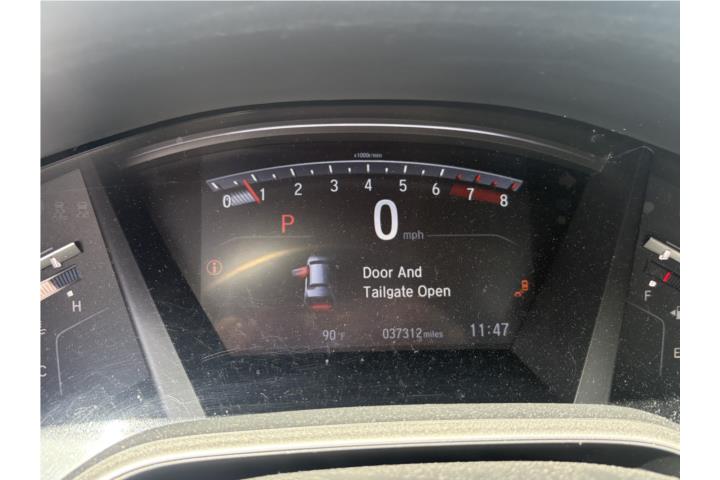 x1000r/min
0 1 2 3 4 5 6 7 8
P 0 mph
H
Door And
Tailgate Open
F
90°F 037312 miles 11:47
C
E